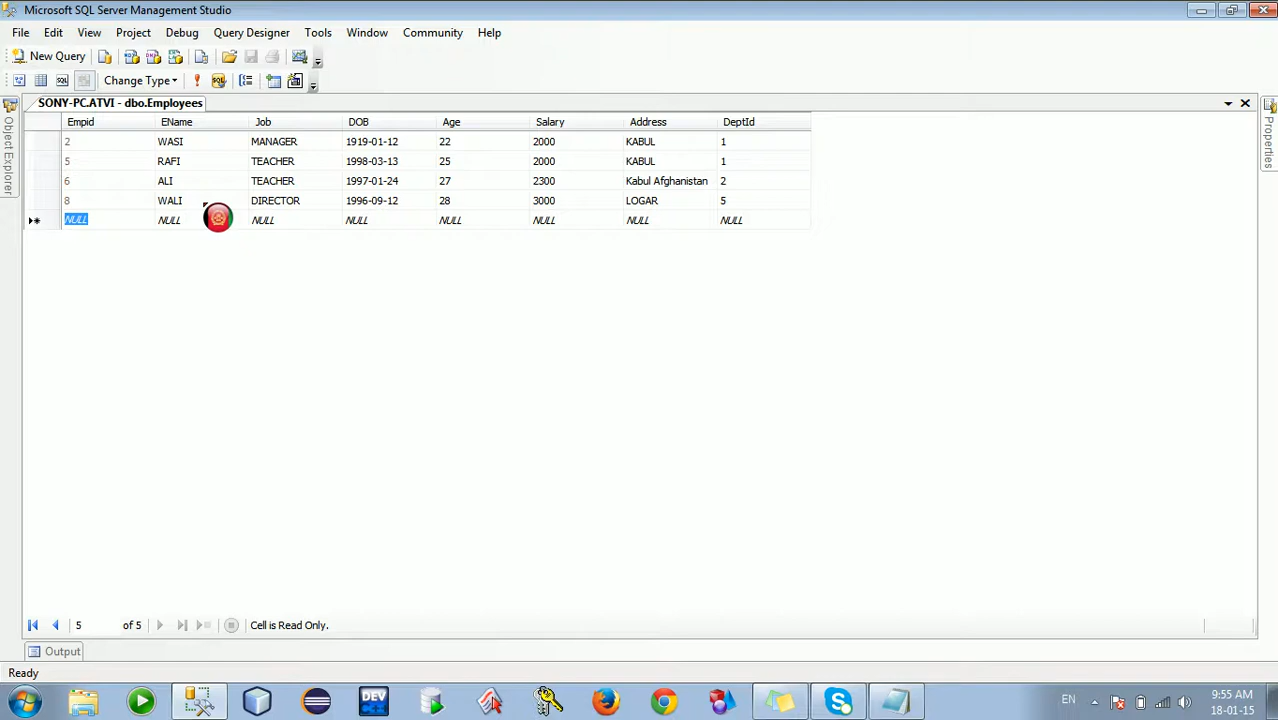 Microsoft SQL Server Management Studio
File Edit View Project Debug Query Designer Tools Window Community Help
New Query
Change Type
SONY-PC.ATVI - dbo.Employees
Object Explorer
Properties
Empid EName Job DOB Age Salary Address DeptId
2 WASI MANAGER 1919-01-12 22 2000 KABUL 1
5 RAFI TEACHER 1998-03-13 25 2000 KABUL 1
6 ALI TEACHER 1997-01-24 27 2300 Kabul Afghanistan 2
8 WALI DIRECTOR 1996-09-12 28 3000 LOGAR 5
NULL NULL NULL NULL NULL NULL NULL NULL
5 of 5 Cell is Read Only.
Output
Ready
DEV
EN
9:55 AM
18-01-15